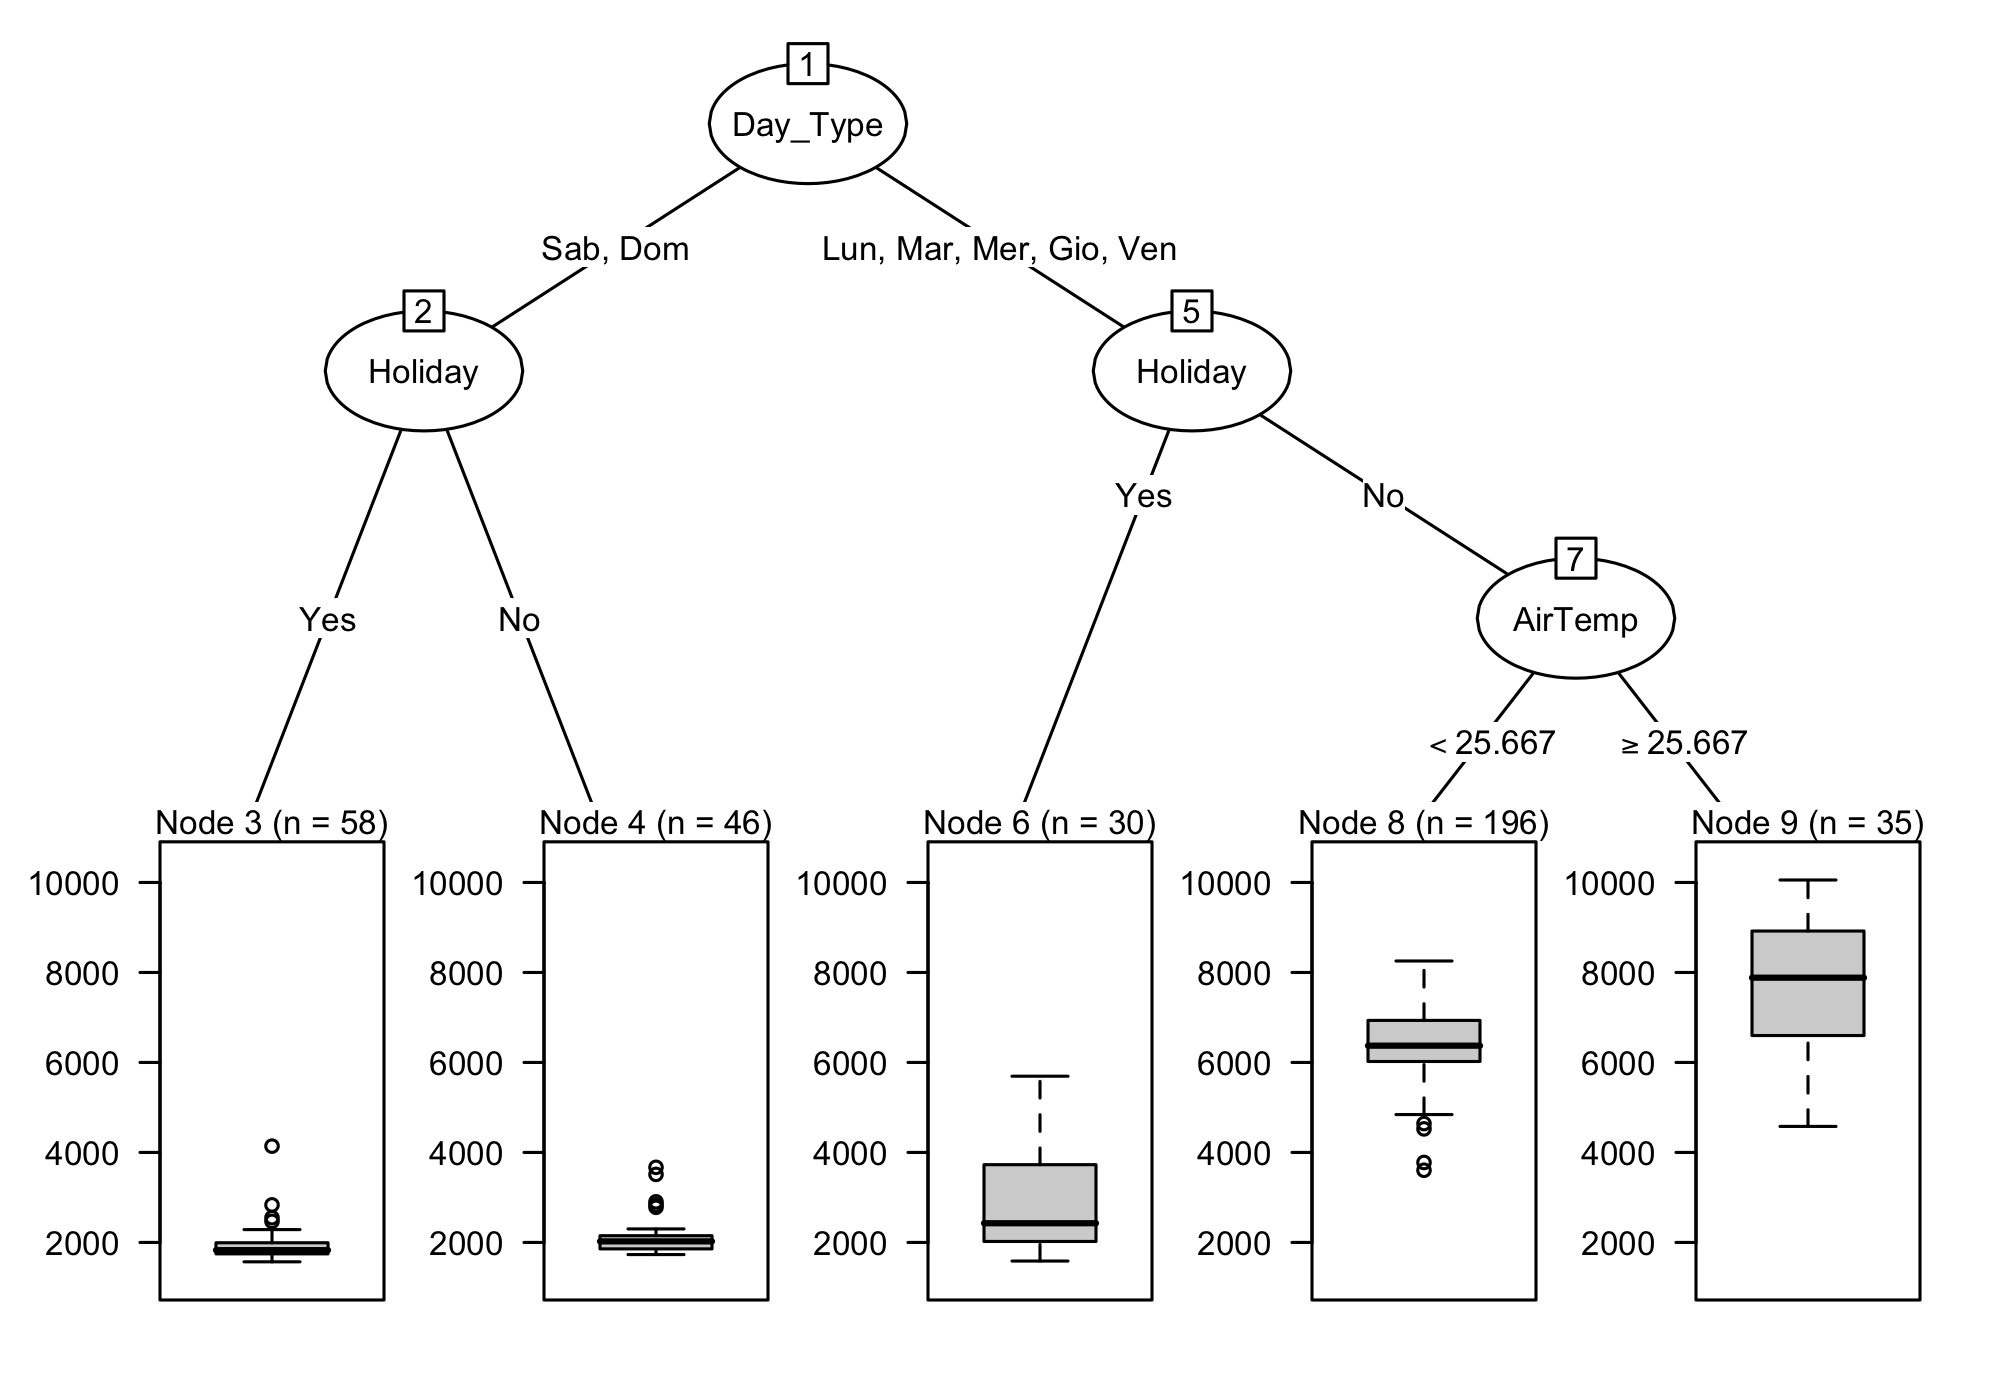 1
Day_Type
Sab, Dom
Lun, Mar, Mer, Gio, Ven
2
Holiday
5
Holiday
Yes
No
7
AirTemp
Yes
No
< 25.667
≥ 25.667
Node 3 (n = 58)
10000
8000
6000
4000
2000
Node 4 (n = 46)
10000
8000
6000
4000
2000
Node 6 (n = 30)
10000
8000
6000
4000
2000
Node 8 (n = 196)
10000
8000
6000
4000
2000
Node 9 (n = 35)
10000
8000
6000
4000
2000